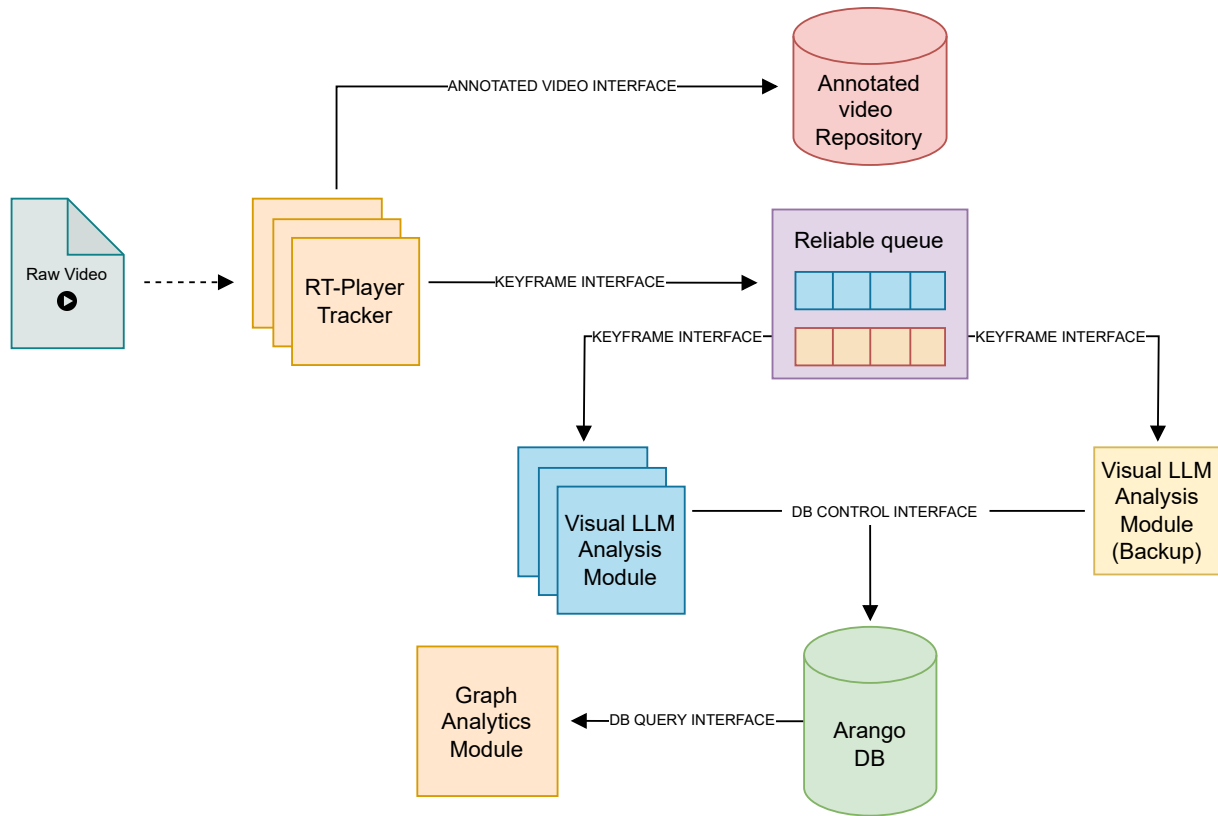 ANNOTATED VIDEO INTERFACE
Annotated
video
Repository
Raw Video
RT-Player
Tracker
KEYFRAME INTERFACE
Reliable queue
KEYFRAME INTERFACE
KEYFRAME INTERFACE
Visual LLM
Analysis
Module
DB CONTROL INTERFACE
Visual LLM
Analysis
Module
(Backup)
Graph
Analytics
Module
DB QUERY INTERFACE
Arango
DB